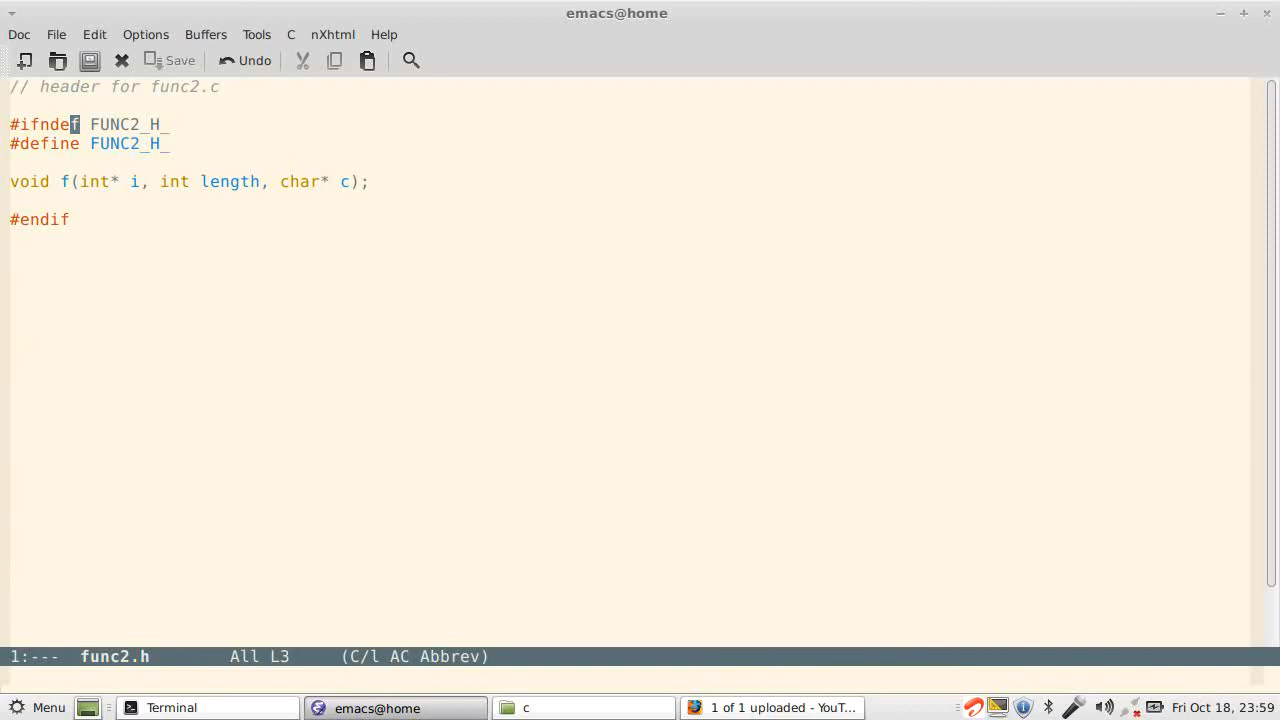 emacs@home
Doc File Edit Options Buffers Tools C nXhtml Help
Save Undo
// header for func2.c
#ifndef FUNC2_H_
#define FUNC2_H_
void f(int* i, int length, char* c);
#endif
1:--- func2.h All L3 (C/l AC Abbrev)
Menu Terminal emacs@home c 1 of 1 uploaded - YouT... Fri Oct 18, 23:59